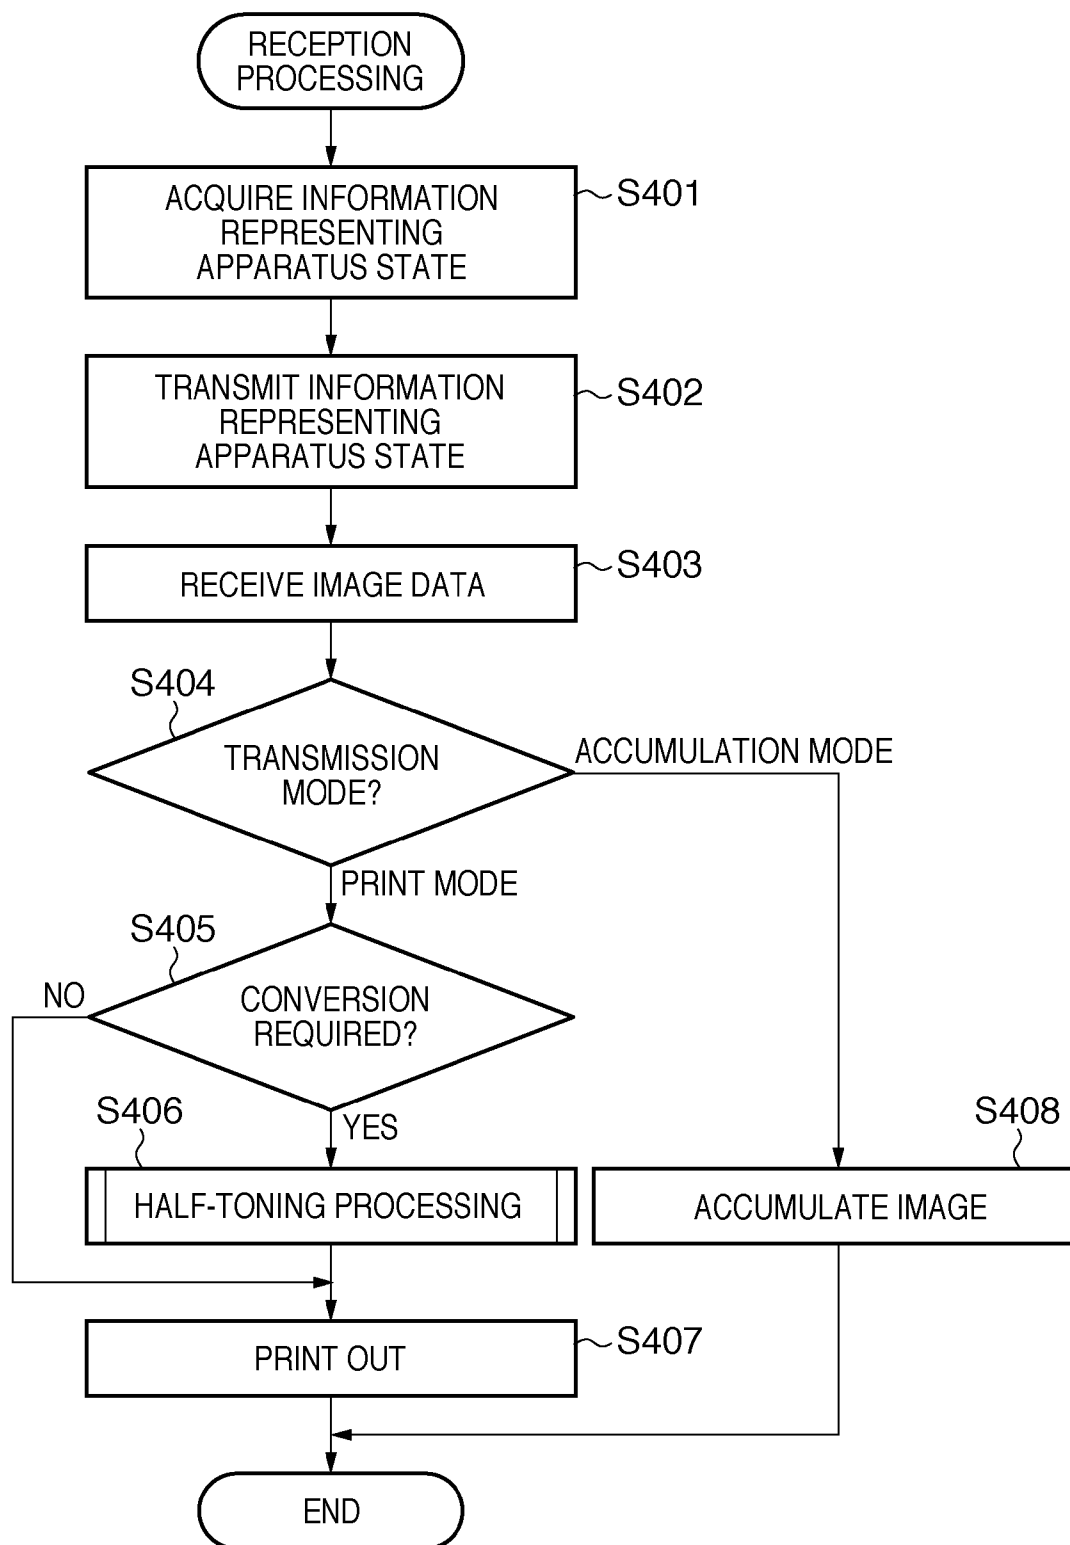 RECEPTION
PROCESSING
ACQUIRE INFORMATION
REPRESENTING
APPARATUS STATE
S401
TRANSMIT INFORMATION
REPRESENTING
APPARATUS STATE
S402
RECEIVE IMAGE DATA
S403
S404
TRANSMISSION
MODE?
ACCUMULATION MODE
PRINT MODE
S405
NO
CONVERSION
REQUIRED?
YES
S406
HALF-TONING PROCESSING
S408
ACCUMULATE IMAGE
PRINT OUT
S407
END